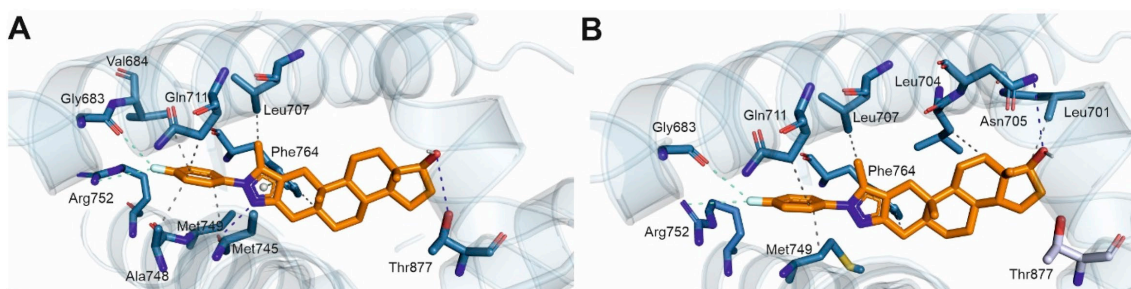 A
Val684
Gly683
Gln711
Leu707
Phe764
Arg752
Met749
Met745
Ala748
Thr877
B
Leu704
Gln711
Leu707
Asn705
Leu701
Gly683
Phe764
Arg752
Met749
Thr877